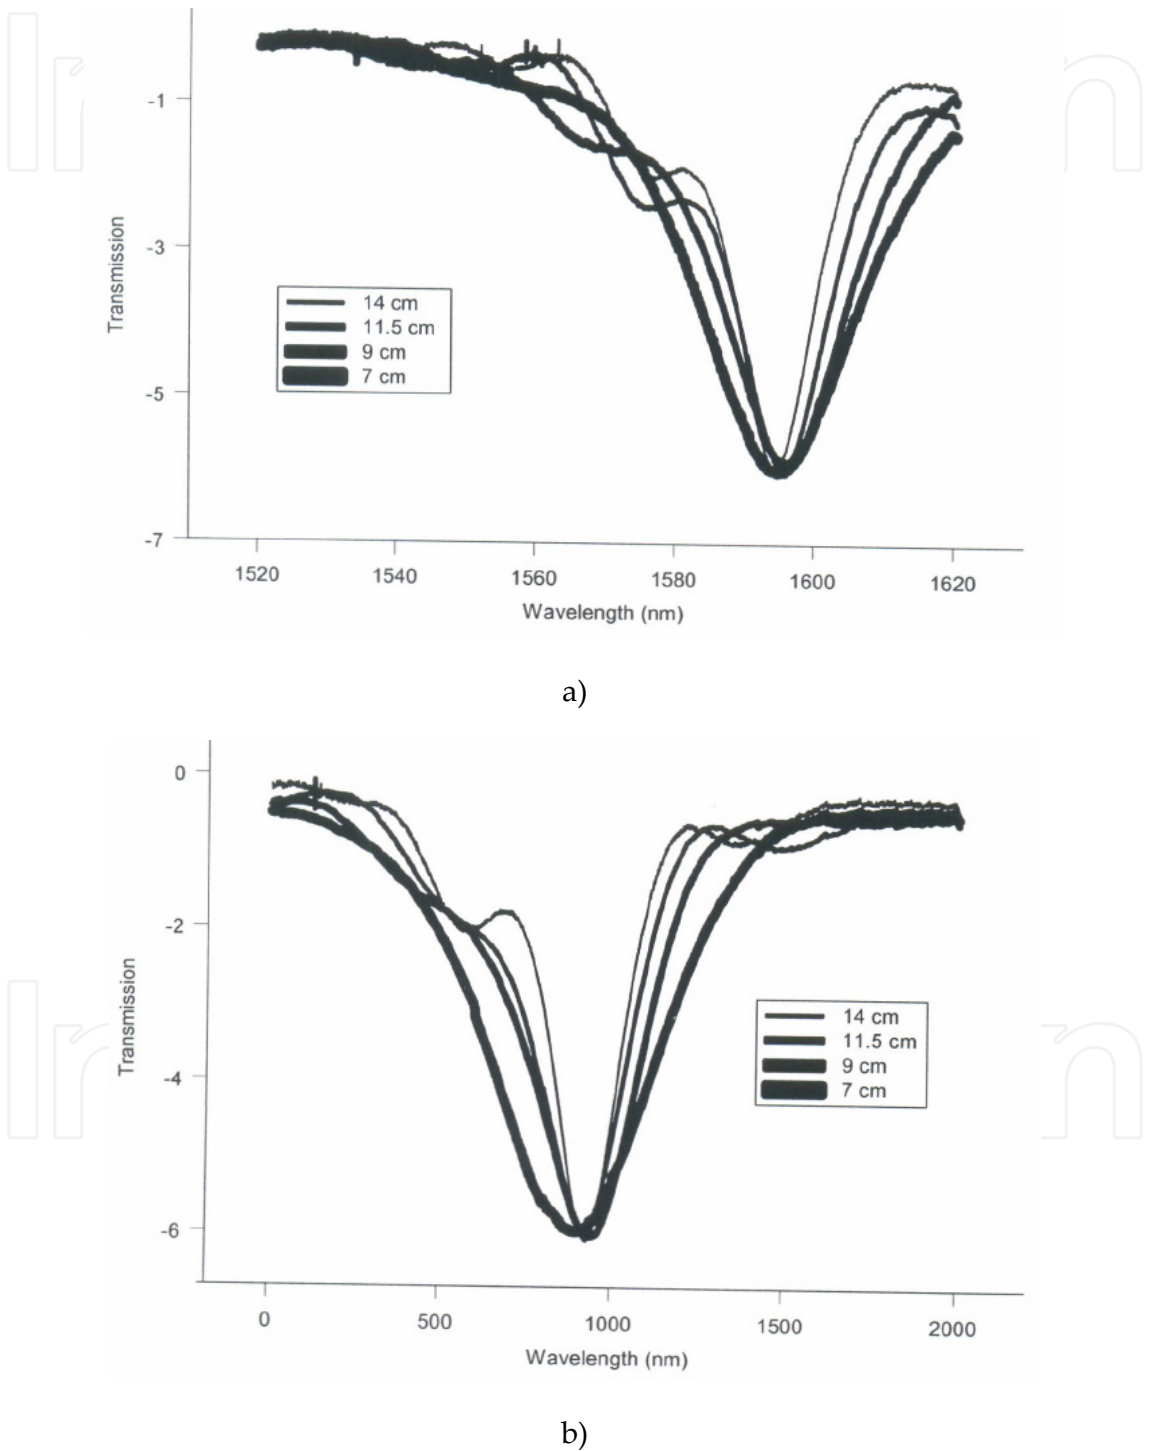 -1
-3
-5
-7
Transmission
14 cm
11.5 cm
9 cm
7 cm
1520 1540 1560 1580 1600 1620
Wavelength (nm)
a)
0
-2
-4
-6
Transmission
14 cm
11.5 cm
9 cm
7 cm
0 500 1000 1500 2000
Wavelength (nm)
b)